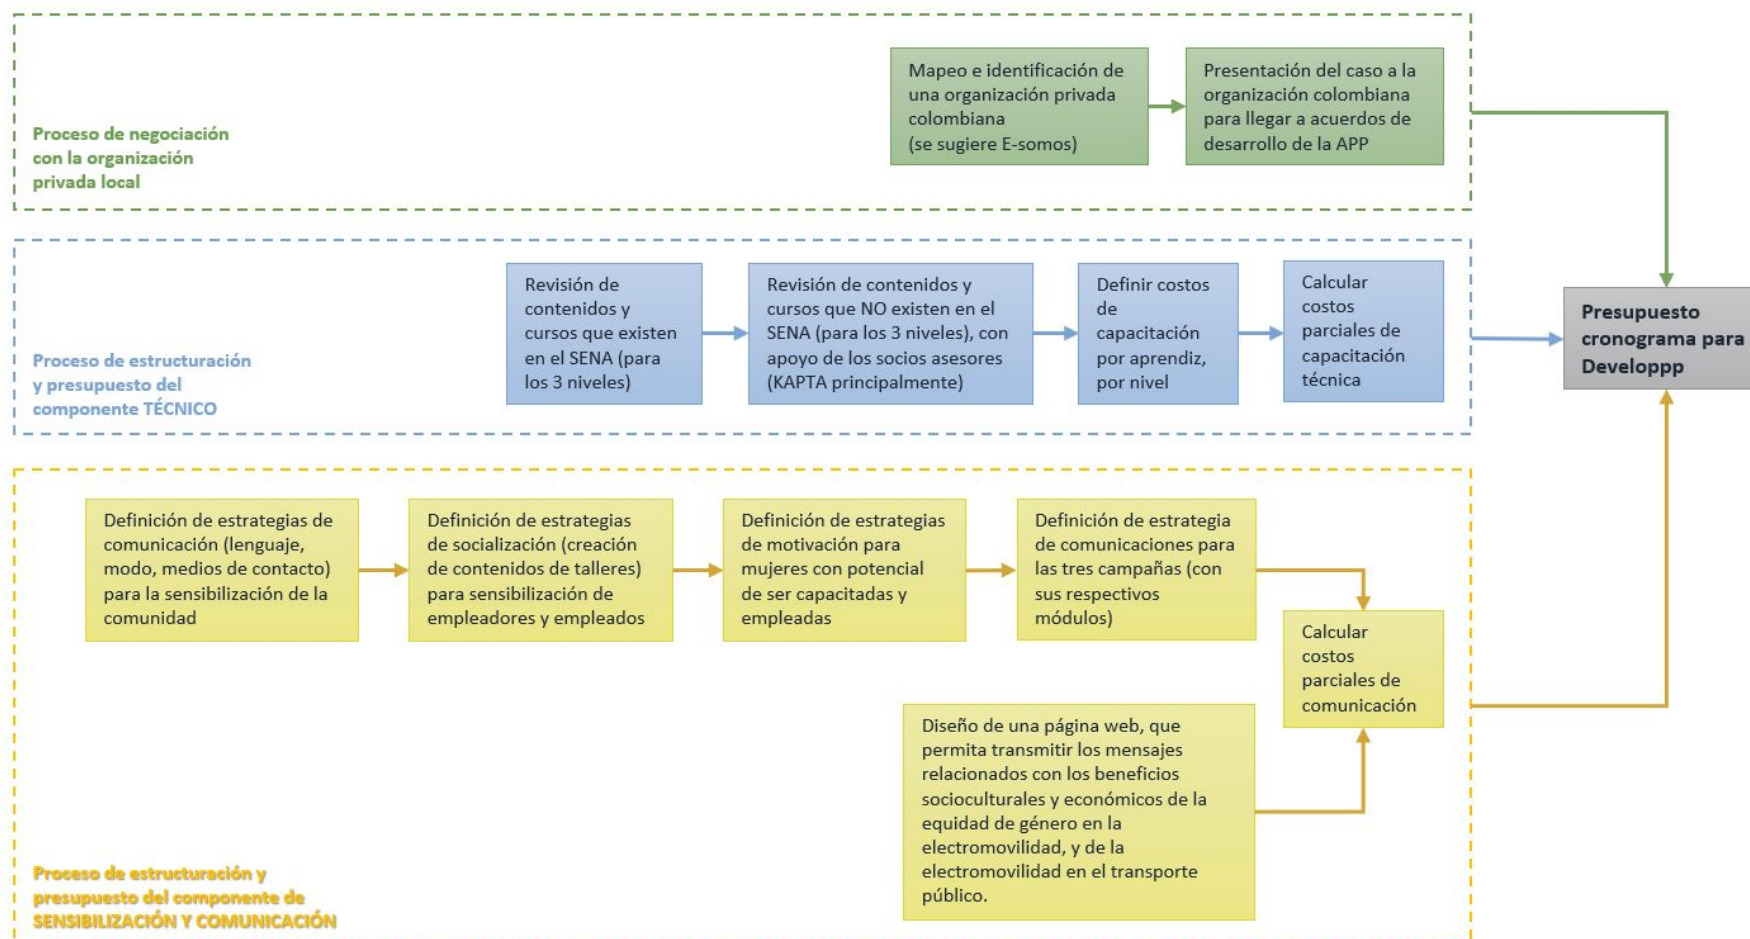 Proceso de negociación
con la organización
privada local
Mapeo e identificación de
una organización privada
colombiana
(se sugiere E-somos)
Presentación del caso a la
organización colombiana
para llegar a acuerdos de
desarrollo de la APP
Proceso de estructuración
y presupuesto del
componente TÉCNICO
Revisión de
contenidos y
cursos que existen
en el SENA (para
los 3 niveles)
Revisión de contenidos y
cursos que NO existen en el
SENA (para los 3 niveles), con
apoyo de los socios asesores
(KAPTA principalmente)
Definir costos
de
capacitación
por aprendiz,
por nivel
Calcular
costos
parciales de
capacitación
técnica
Presupuesto
cronograma para
Developpp
Definición de estrategias de
comunicación (lenguaje,
modo, medios de contacto)
para la sensibilización de la
comunidad
Definición de estrategias
de socialización (creación
de contenidos de talleres)
para sensibilización de
empleadores y empleados
Definición de estrategias
de motivación para
mujeres con potencial
de ser capacitadas y
empleadas
Definición de estrategia
de comunicaciones para
las tres campañas (con
sus respectivos
módulos)
Calcular
costos
parciales de
comunicación
Diseño de una página web, que
permita transmitir los mensajes
relacionados con los beneficios
socioculturales y económicos de la
equidad de género en la
electromovilidad, y de la
electromovilidad en el transporte
público.
Proceso de estructuración y
presupuesto del componente de
SENSIBILIZACIÓN Y COMUNICACIÓN